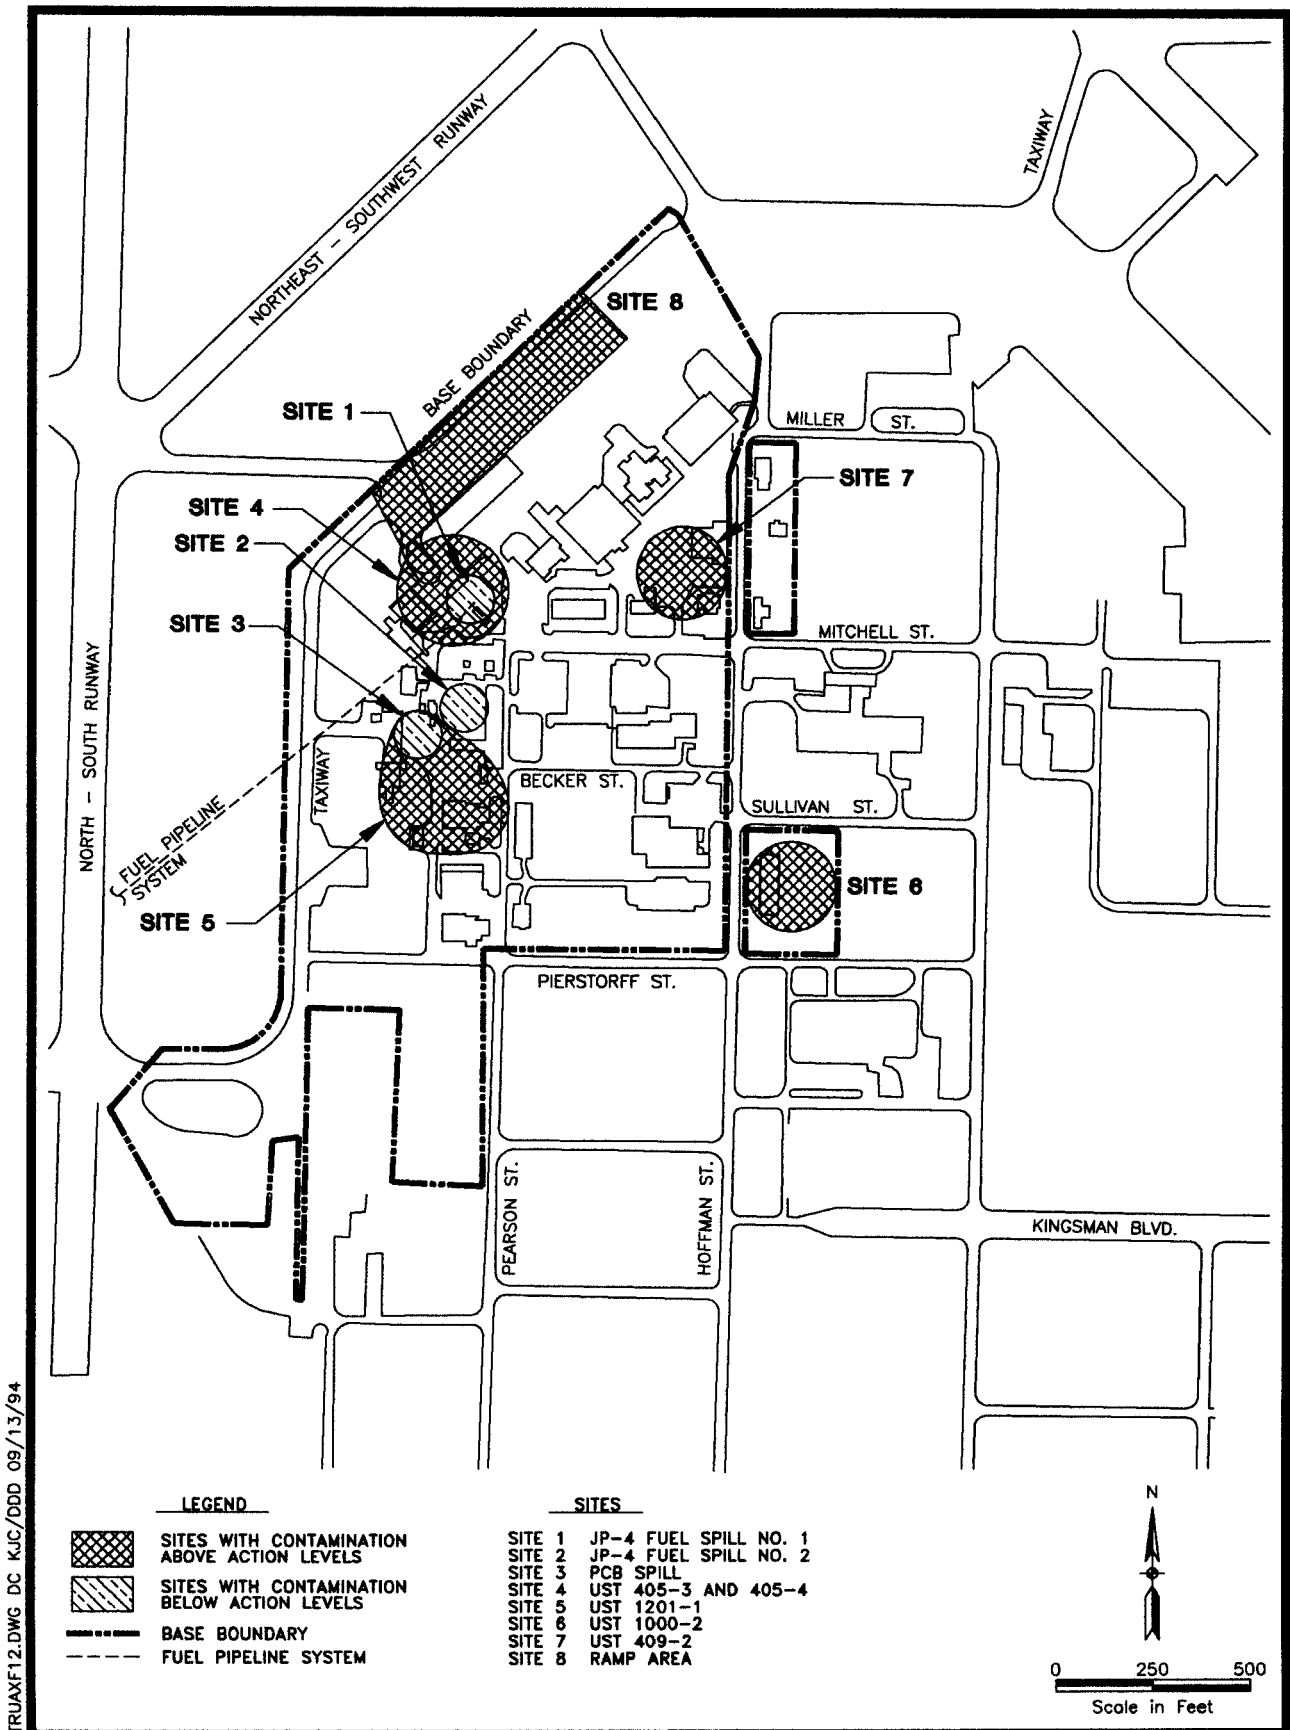 TAXIWAY
NORTHEAST - SOUTHWEST RUNWAY
SITE 8
BASE BOUNDARY
SITE 1
MILLER ST.
SITE 7
SITE 4
SITE 2
SITE 3
MITCHELL ST.
NORTH - SOUTH RUNWAY
TAXIWAY
BECKER ST.
SULLIVAN ST.
FUEL PIPELINE
SYSTEM
SITE 6
SITE 5
PIERSTORFF ST.
PEARSON ST.
HOFFMAN ST.
KINGSMAN BLVD.
TRUAXF12.DWG DC KJC/DDD 09/13/94
LEGEND
SITES WITH CONTAMINATION
ABOVE ACTION LEVELS
SITES WITH CONTAMINATION
BELOW ACTION LEVELS
BASE BOUNDARY
FUEL PIPELINE SYSTEM
SITES
SITE 1 JP-4 FUEL SPILL NO. 1
SITE 2 JP-4 FUEL SPILL NO. 2
SITE 3 PCB SPILL
SITE 4 UST 405-3 AND 405-4
SITE 5 UST 1201-1
SITE 6 UST 1000-2
SITE 7 UST 409-2
SITE 8 RAMP AREA
N
0 250 500
Scale in Feet